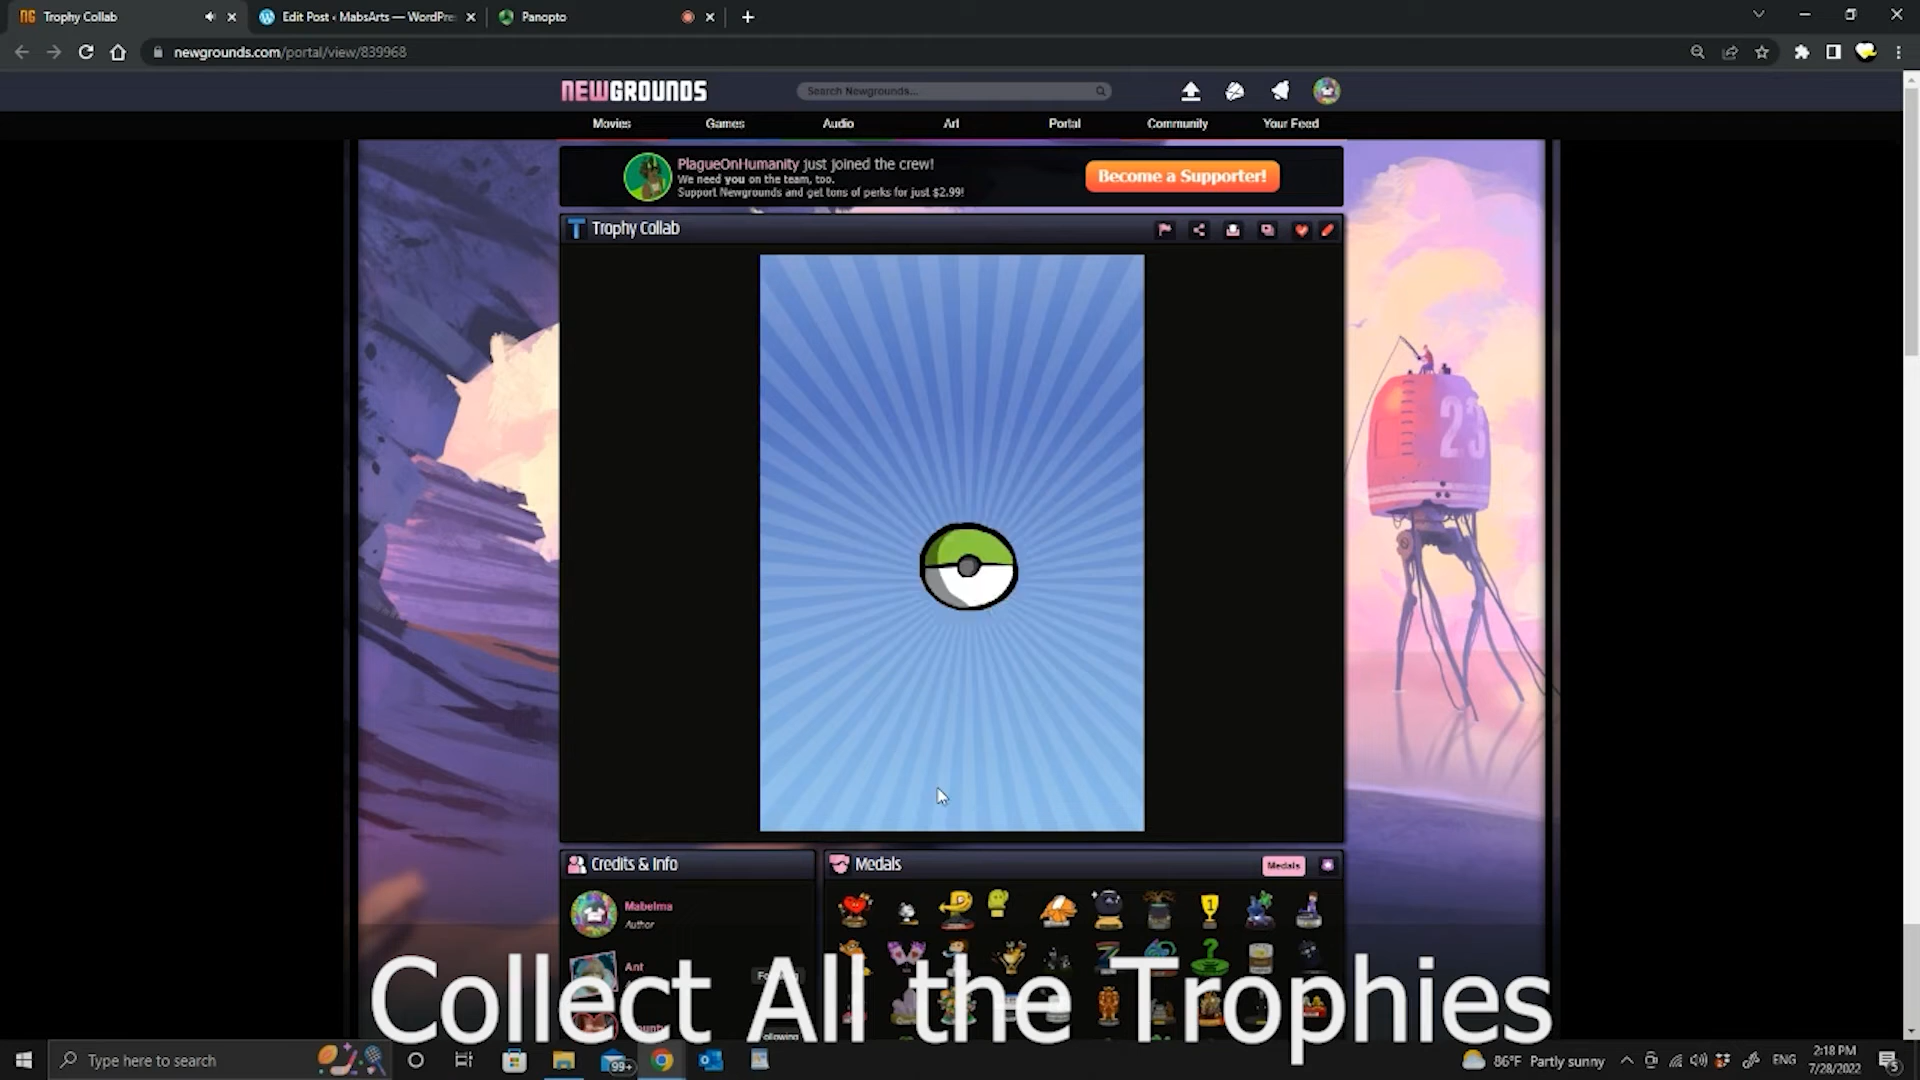 Trophy Collab
Edit Post ‹ MabsArts — WordPre
Panopto
newgrounds.com/portal/view/839968
NEWGROUNDS
Search Newgrounds...
Movies
Games
Audio
Art
Portal
Community
Your Feed
PlagueOnHumanity just joined the crew!
We need you on the team, too.
Support Newgrounds and get tons of perks for just $2.99!
Become a Supporter!
Trophy Collab
23
Credits & Info
Medals
Medals
Mabelma
Author
Ant
Collect All the Trophies
Type here to search
99+
86°F Partly sunny
ENG
2:18 PM
7/28/2022
5